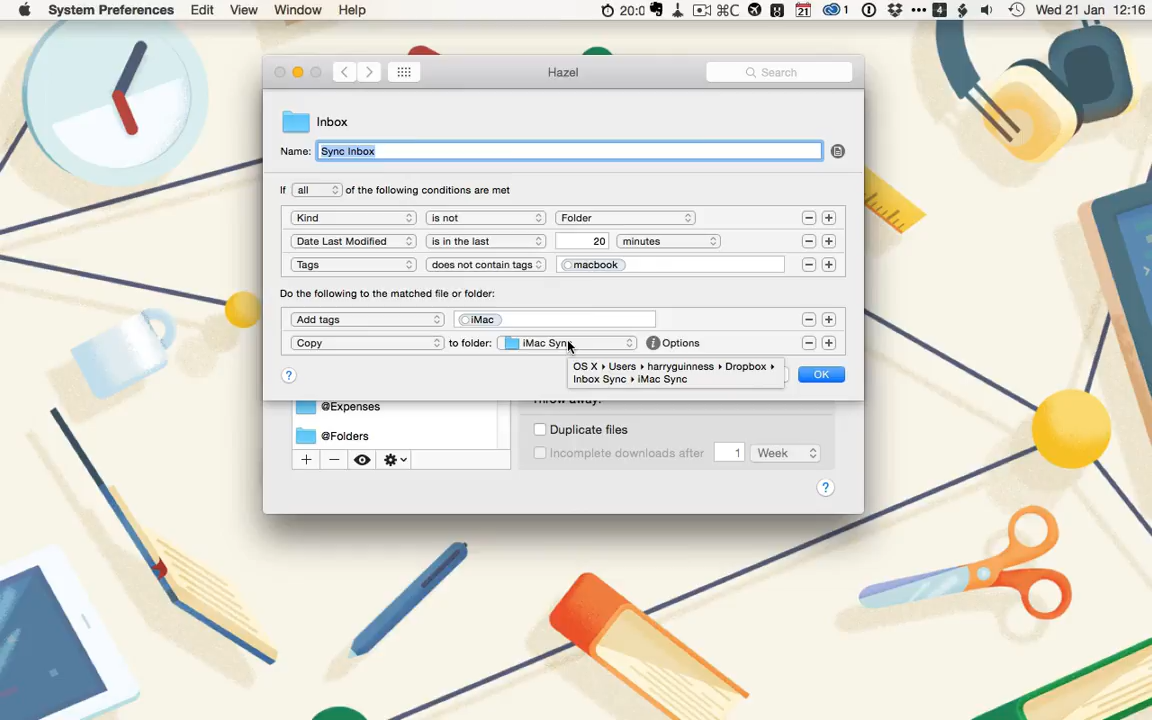 System Preferences Edit View Window Help 20:0 ⌘C 21 1 4 Wed 21 Jan 12:16
Hazel
Search
Inbox
Name: Sync Inbox
If all of the following conditions are met
Kind is not Folder
Date Last Modified is in the last 20 minutes
Tags does not contain tags macbook
Do the following to the matched file or folder:
Add tags iMac
Copy to folder: iMac Sync Options
OS X ▸ Users ▸ harryguinness ▸ Dropbox ▸
Inbox Sync ▸ iMac Sync
? OK
@Expenses
Duplicate files
@Folders
Incomplete downloads after 1 Week
?